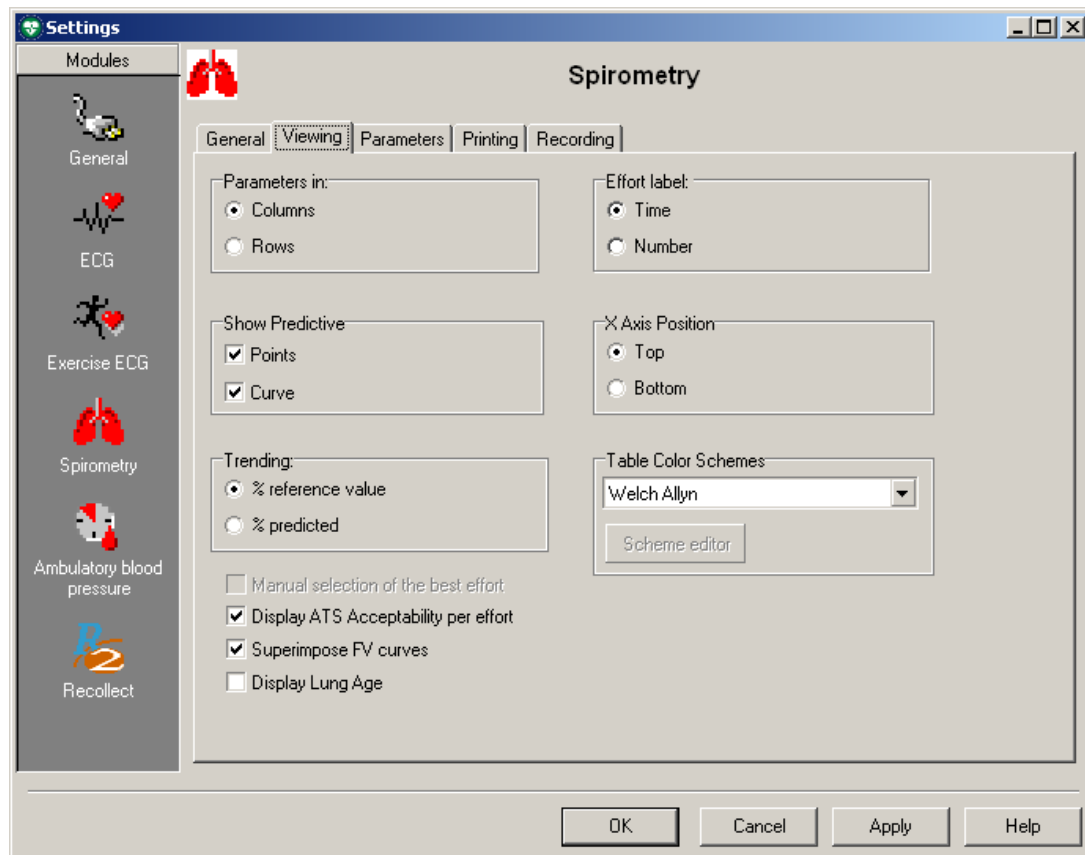 Settings
Modules
General
ECG
Exercise ECG
Spirometry
Ambulatory blood
pressure
R2
Recollect
Spirometry
General Viewing Parameters Printing Recording
Parameters in:
Columns
Rows
Effort label:
Time
Number
Show Predictive
Points
Curve
X Axis Position
Top
Bottom
Trending:
% reference value
% predicted
Table Color Schemes
Welch Allyn
Scheme editor
Manual selection of the best effort
Display ATS Acceptability per effort
Superimpose FV curves
Display Lung Age
OK Cancel Apply Help